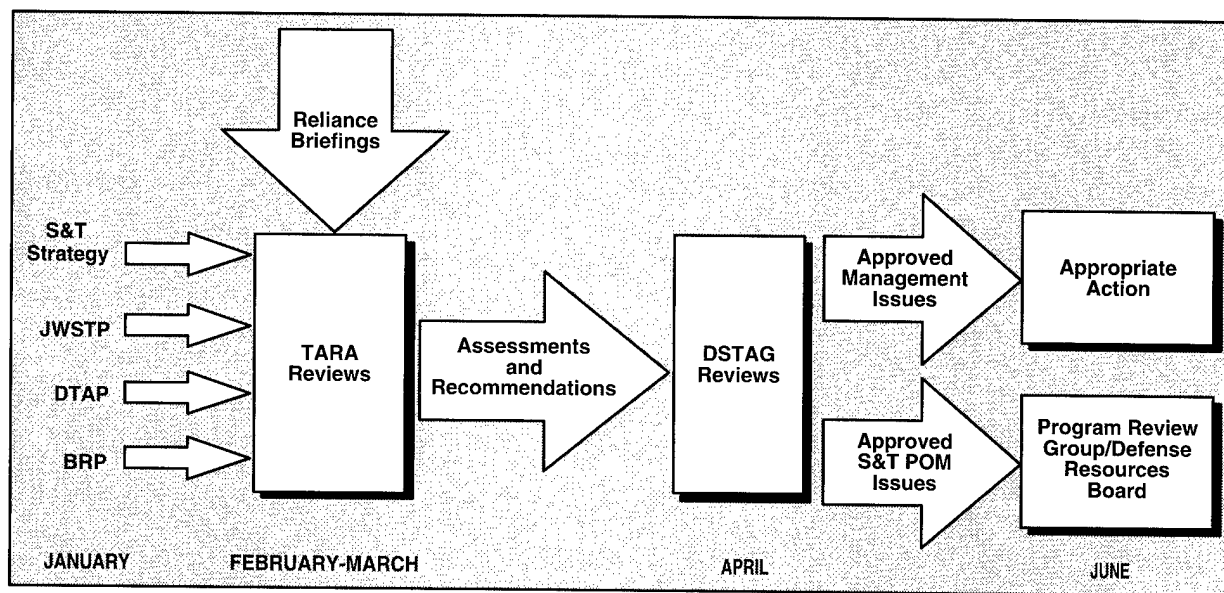 Reliance
Briefings
S&T
Strategy
JWSTP
DTAP
BRP
TARA
Reviews
Assessments
and
Recommendations
DSTAG
Reviews
Approved
Management
Issues
Appropriate
Action
Approved
S&T POM
Issues
Program Review
Group/Defense
Resources
Board
JANUARY
FEBRUARY-MARCH
APRIL
JUNE